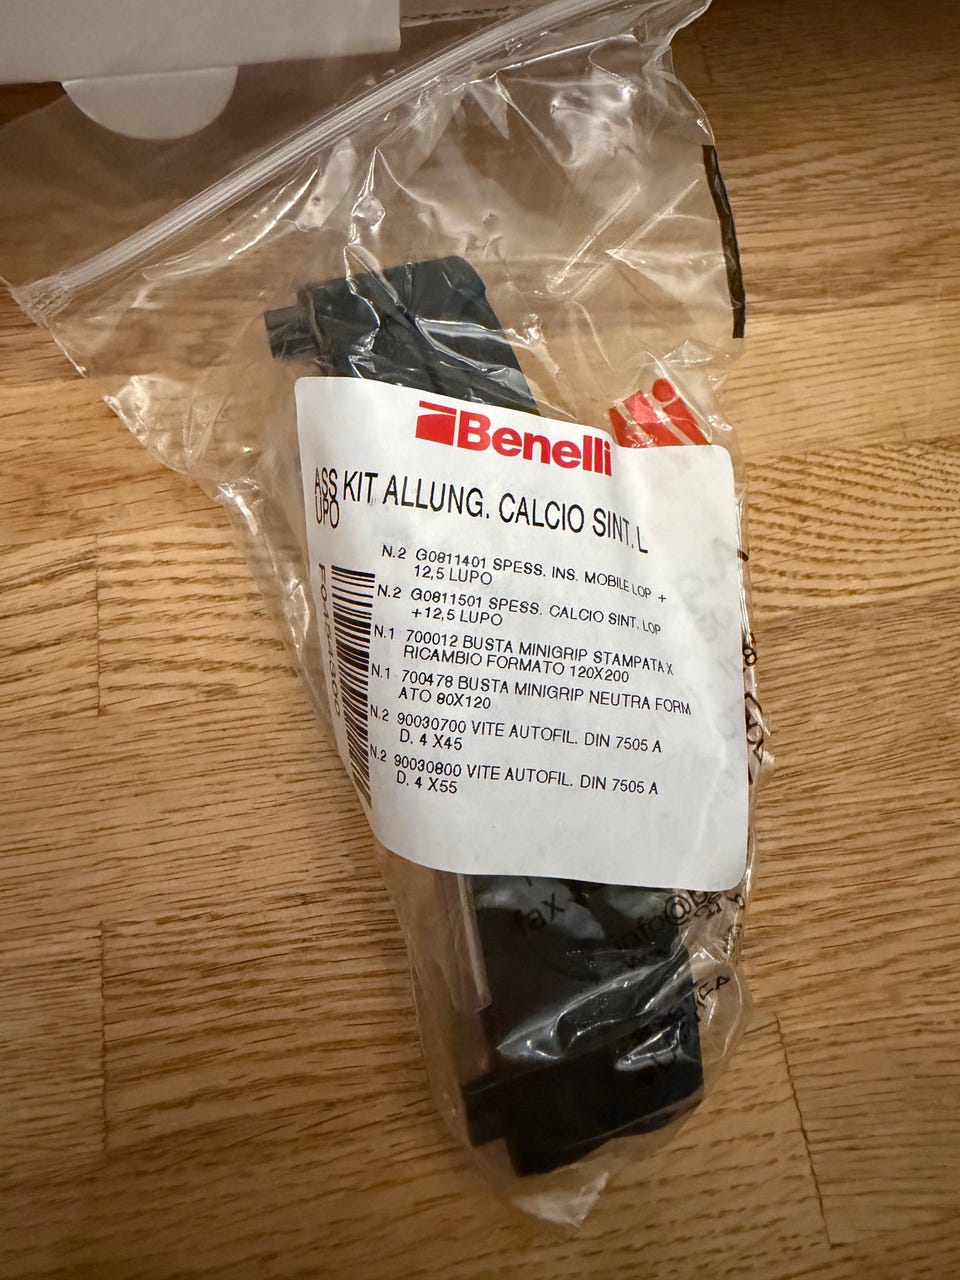 Benelli
ASS KIT ALLUNG. CALCIO SINT. L
UPO
N.2 G0811401 SPESS. INS. MOBILE LOP +
12,5 LUPO
N.2 G0811501 SPESS. CALCIO SINT. LOP
+12,5 LUPO
N.1 700012 BUSTA MINIGRIP STAMPATA X
RICAMBIO FORMATO 120X200
N.1 700478 BUSTA MINIGRIP NEUTRA FORM
ATO 80X120
N.2 90030700 VITE AUTOFIL. DIN 7505 A
D. 4 X45
N.2 90030800 VITE AUTOFIL. DIN 7505 A
D. 4 X55
fax